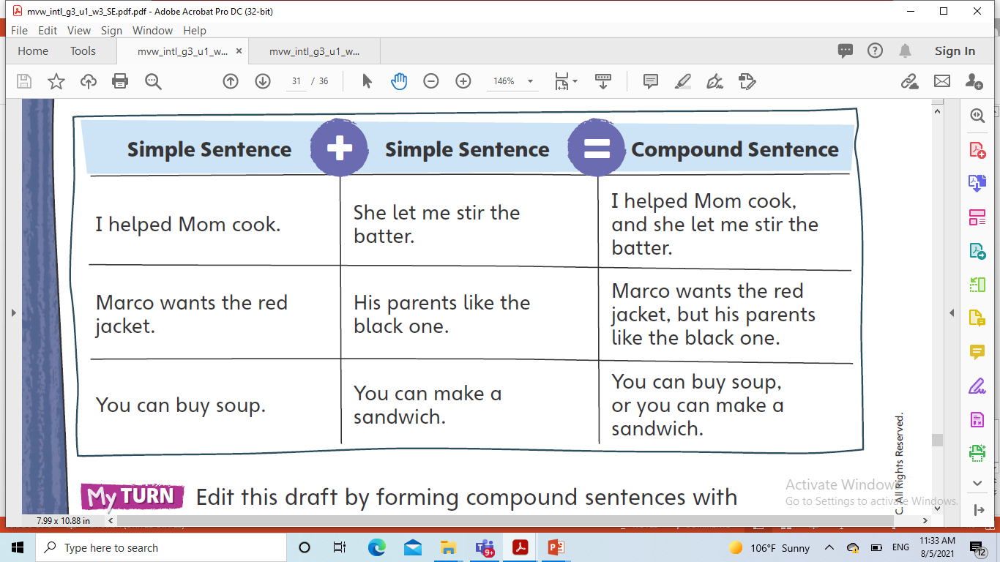 mvw_intl_g3_u1_w3_SE.pdf.pdf - Adobe Acrobat Pro DC (32-bit)
File Edit View Sign Window Help
Home Tools mvw_intl_g3_u1_w... × mvw_intl_g3_u1_w... Sign In
31 / 36 146%
Simple Sentence + Simple Sentence = Compound Sentence
I helped Mom cook.
She let me stir the
batter.
I helped Mom cook,
and she let me stir the
batter.
Marco wants the red
jacket.
His parents like the
black one.
Marco wants the red
jacket, but his parents
like the black one.
You can buy soup.
You can make a
sandwich.
You can buy soup,
or you can make a
sandwich.
C. All Rights Reserved.
My TURN Edit this draft by forming compound sentences with
Activate Windows
Go to Settings to activate Windows.
7.99 x 10.88 in
Type here to search
9+
106°F Sunny
ENG
11:33 AM
8/5/2021
12